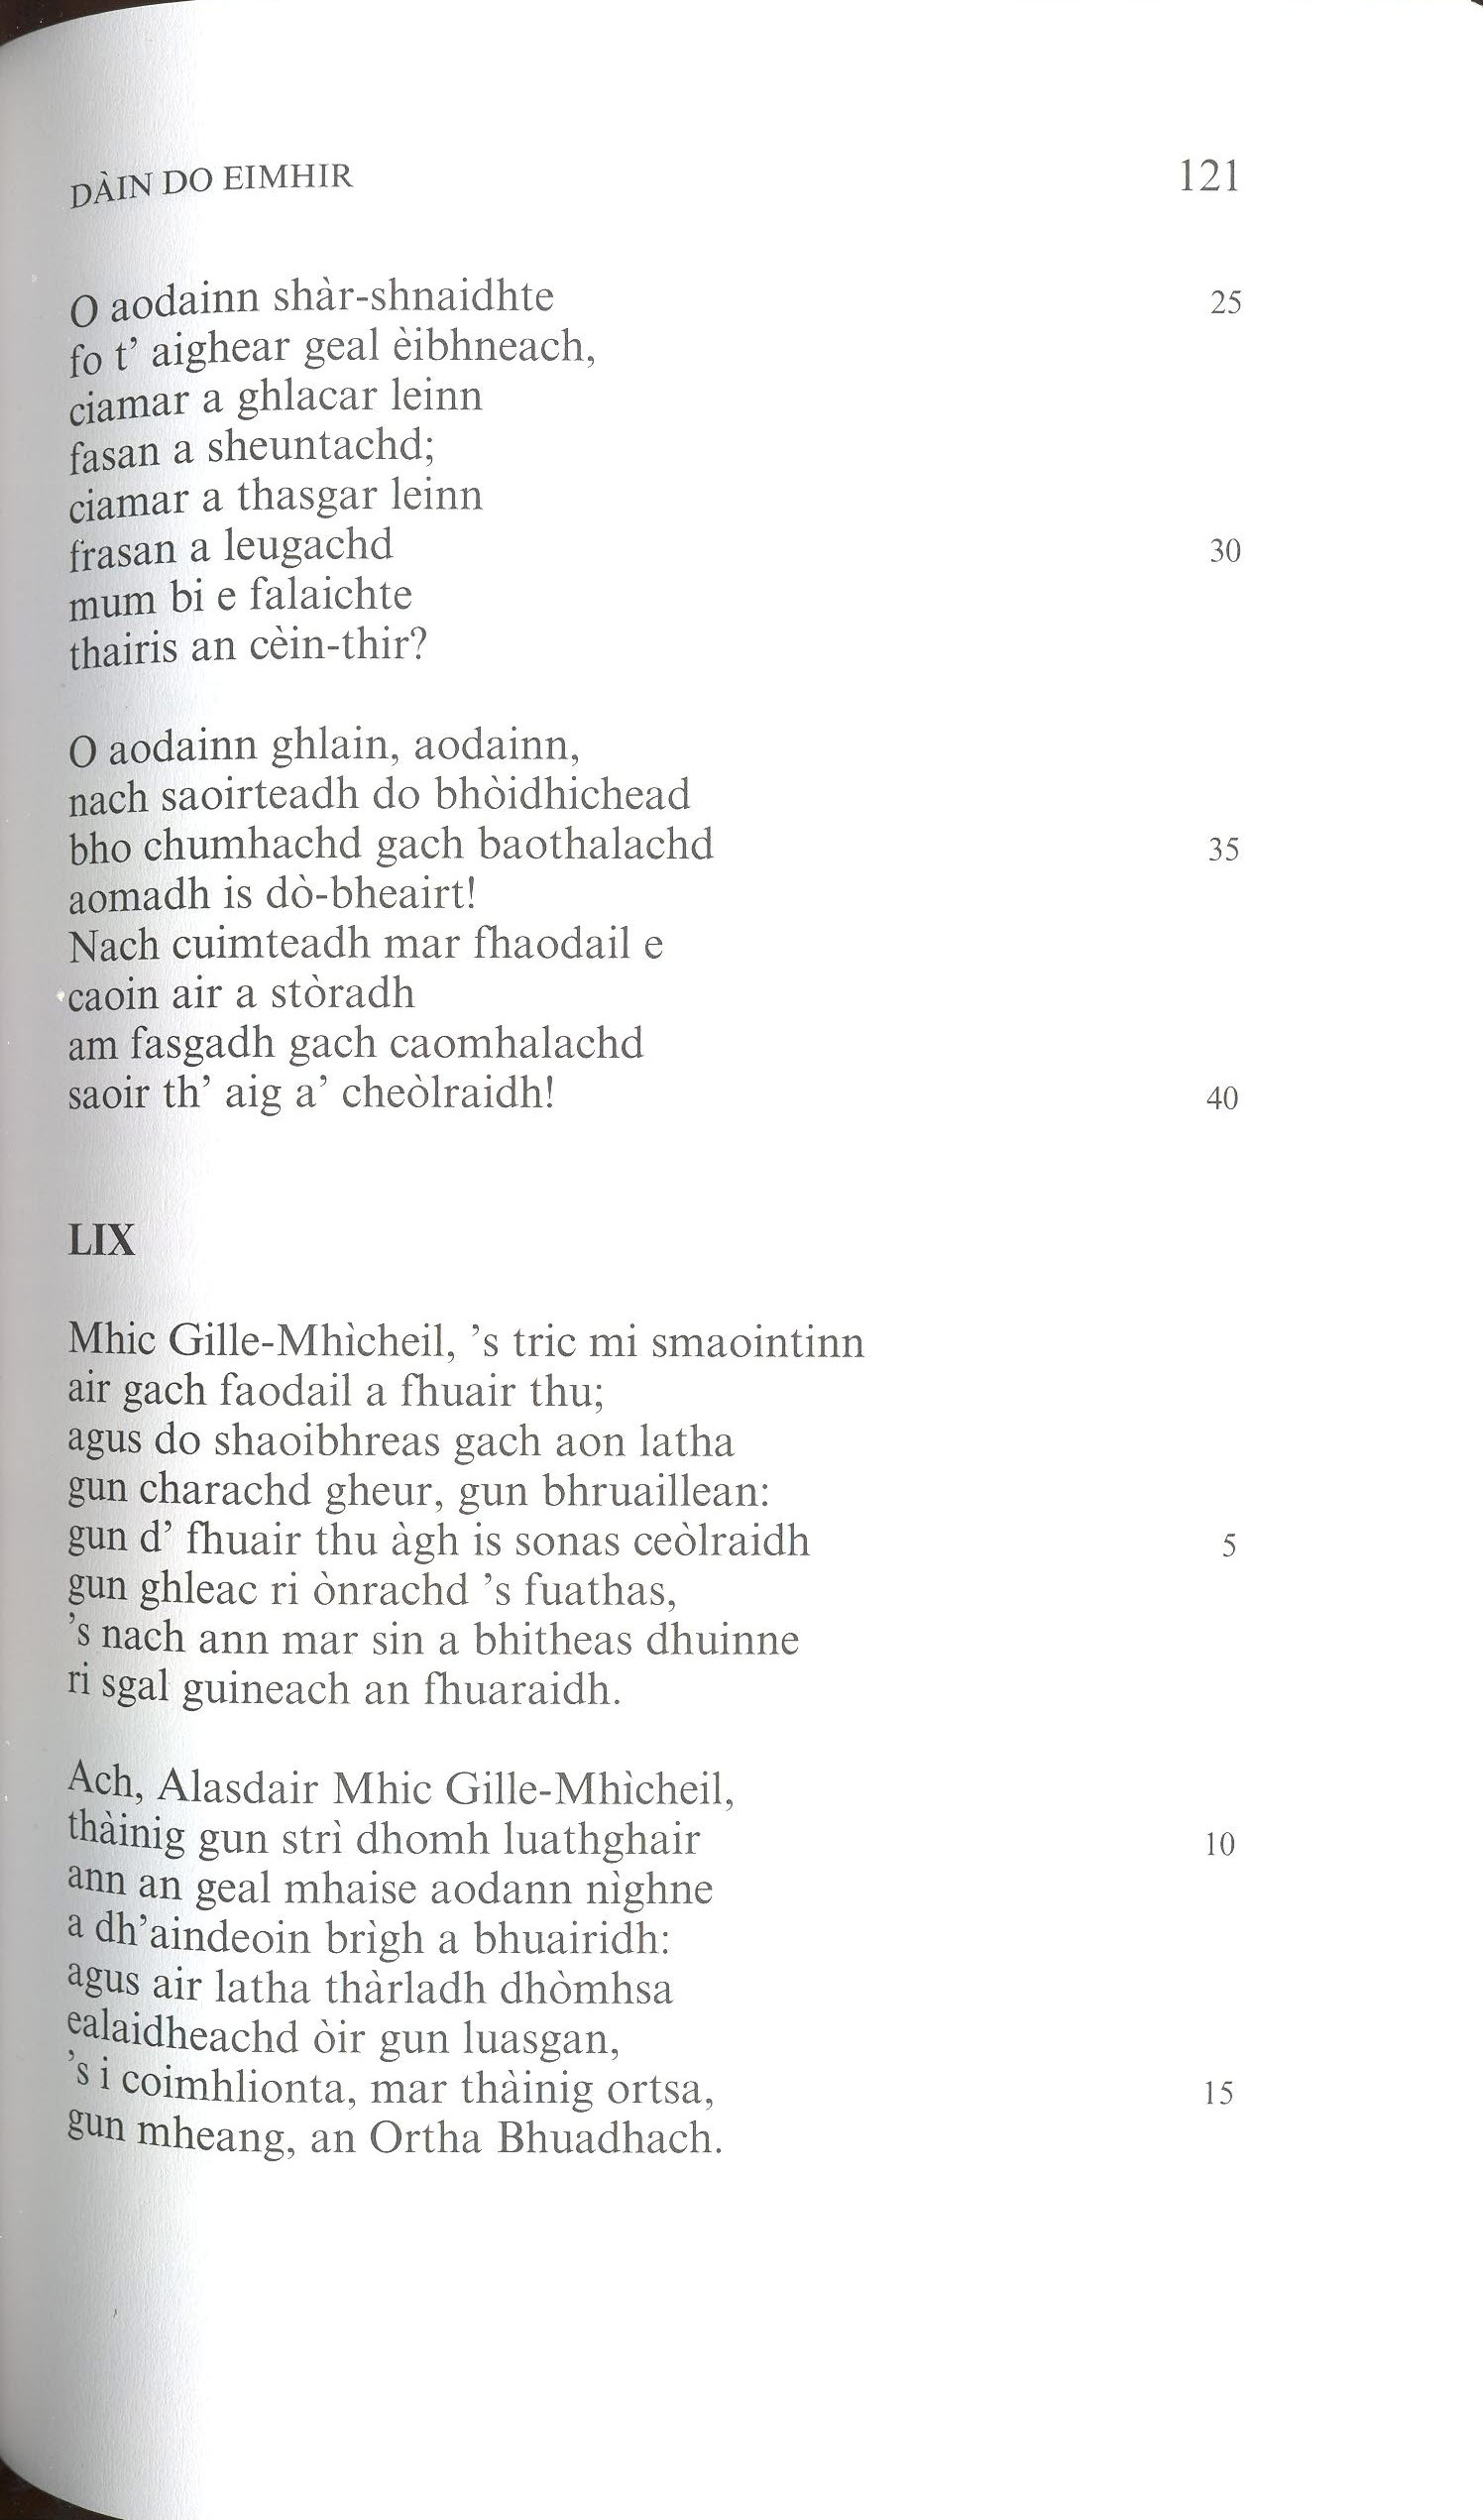 DÀIN DO EIMHIR 121
O aodainn shàr-shnaidhte 25
fo t’ aighear geal èibhneach,
ciamar a ghlacar leinn
fasan a sheuntachd;
ciamar a thasgar leinn
frasan a leugachd 30
mum bi e falaichte
thairis an cèin-thir?
O aodainn ghlain, aodainn,
nach saoirteadh do bhòidhichead
bho chumhachd gach baothalachd 35
aomadh is dò-bheairt!
Nach cuimteadh mar fhaodail e
caoin air a stòradh
am fasgadh gach caomhalachd
saoir th’ aig a’ cheòlraidh! 40
LIX
Mhic Gille-Mhìcheil, ’s tric mi smaointinn
air gach faodail a fhuair thu;
agus do shaoibhreas gach aon latha
gun charachd gheur, gun bhruaillean:
gun d’ fhuair thu àgh is sonas ceòlraidh 5
gun ghleac ri ònrachd ’s fuathas,
’s nach ann mar sin a bhitheas dhuinne
ri sgal guineach an fhuaraidh.
Ach, Alasdair Mhic Gille-Mhìcheil,
thàinig gun strì dhomh luathghair 10
ann an geal mhaise aodann nìghne
a dh’aindeoin brìgh a bhuairidh:
agus air latha thàrladh dhòmhsa
ealaidheachd òir gun luasgan,
’s i coimhlionta, mar thàinig ortsa, 15
gun mheang, an Ortha Bhuadhach.